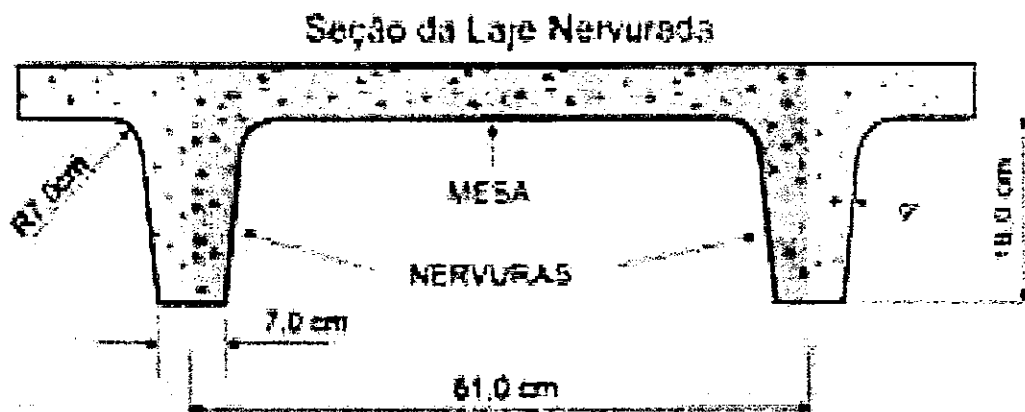 Seção da Laje Nervurada
R7,0cm
MESA
NERVURAS
18,0 cm
7,0 cm
61,0 cm